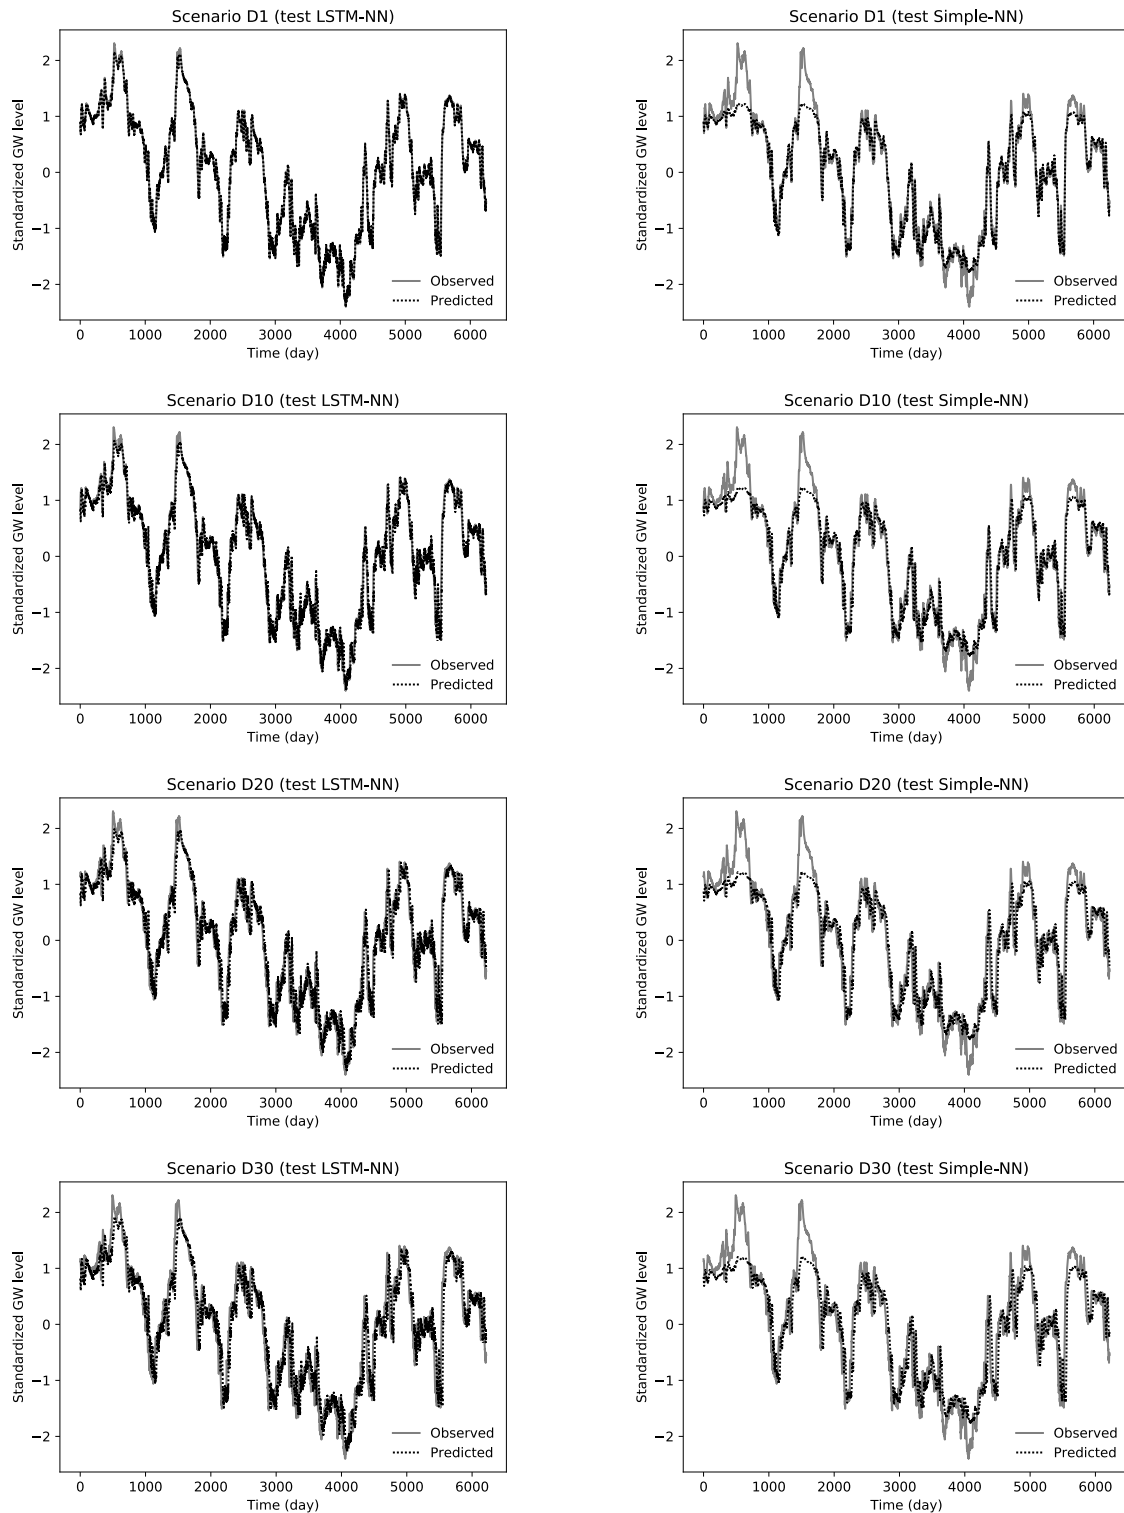 Scenario D1 (test LSTM-NN)
Standardized GW level
2
1
0
−1
−2
Observed
Predicted
0 1000 2000 3000 4000 5000 6000
Time (day)
Scenario D1 (test Simple-NN)
Standardized GW level
2
1
0
−1
−2
Observed
Predicted
0 1000 2000 3000 4000 5000 6000
Time (day)
Scenario D10 (test LSTM-NN)
Standardized GW level
2
1
0
−1
−2
Observed
Predicted
0 1000 2000 3000 4000 5000 6000
Time (day)
Scenario D10 (test Simple-NN)
Standardized GW level
2
1
0
−1
−2
Observed
Predicted
0 1000 2000 3000 4000 5000 6000
Time (day)
Scenario D20 (test LSTM-NN)
Standardized GW level
2
1
0
−1
−2
Observed
Predicted
0 1000 2000 3000 4000 5000 6000
Time (day)
Scenario D20 (test Simple-NN)
Standardized GW level
2
1
0
−1
−2
Observed
Predicted
0 1000 2000 3000 4000 5000 6000
Time (day)
Scenario D30 (test LSTM-NN)
Standardized GW level
2
1
0
−1
−2
Observed
Predicted
0 1000 2000 3000 4000 5000 6000
Time (day)
Scenario D30 (test Simple-NN)
Standardized GW level
2
1
0
−1
−2
Observed
Predicted
0 1000 2000 3000 4000 5000 6000
Time (day)